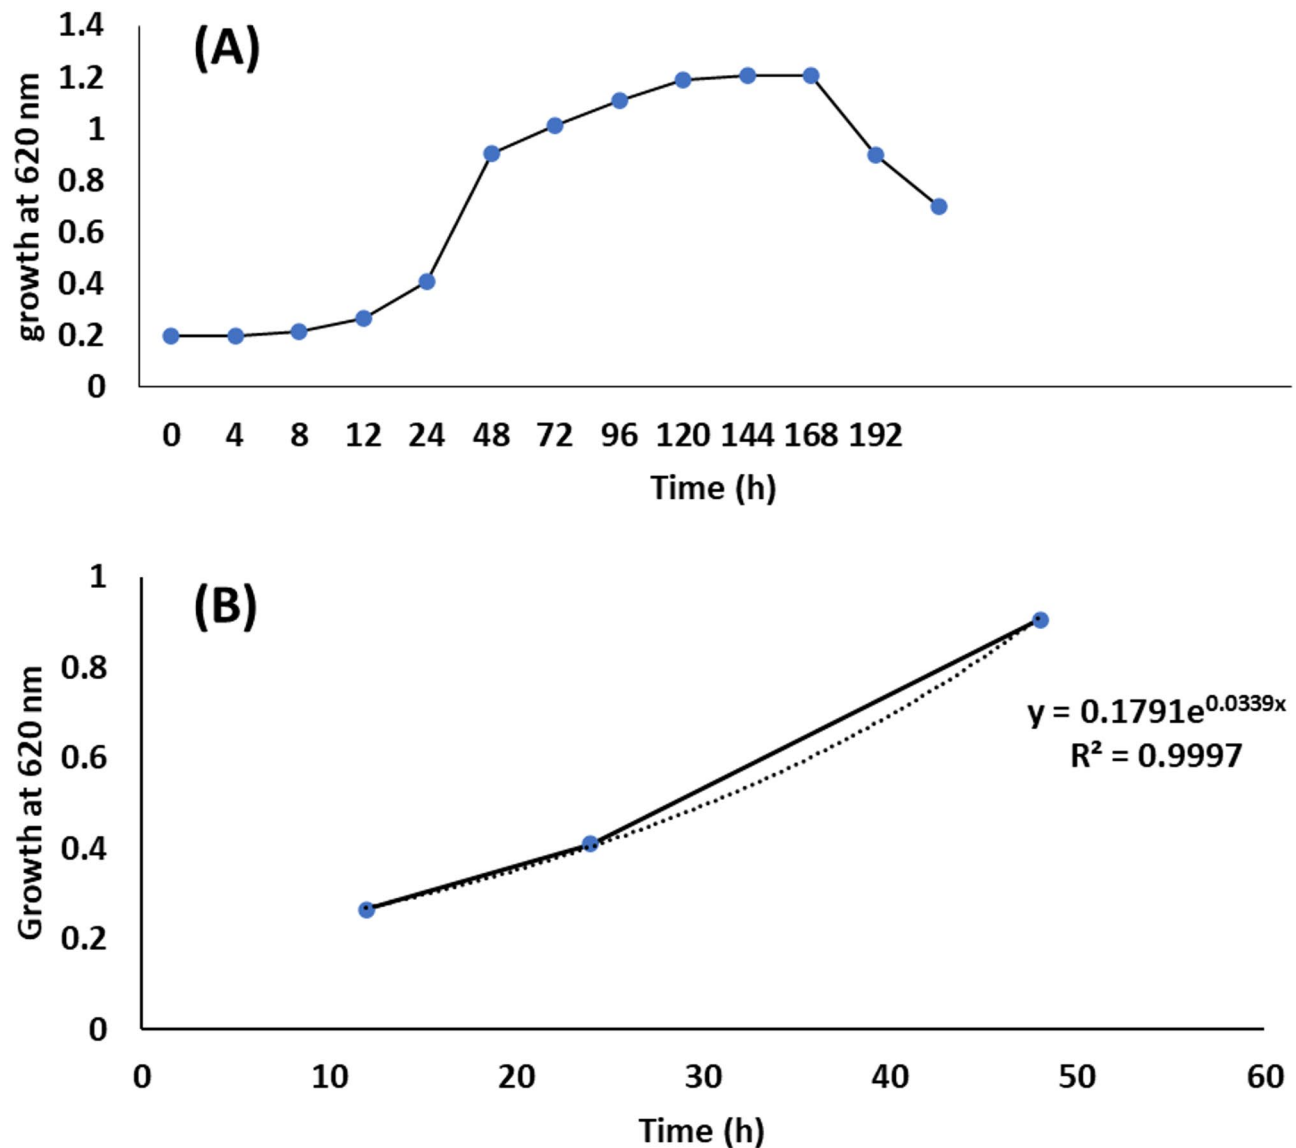 (A)
growth at 620 nm
1.4
1.2
1
0.8
0.6
0.4
0.2
0
0 4 8 12 24 48 72 96 120 144 168 192
Time (h)
(B)
Growth at 620 nm
1
0.8
0.6
0.4
0.2
0
y = 0.1791e^0.0339x
R² = 0.9997
0 10 20 30 40 50 60
Time (h)